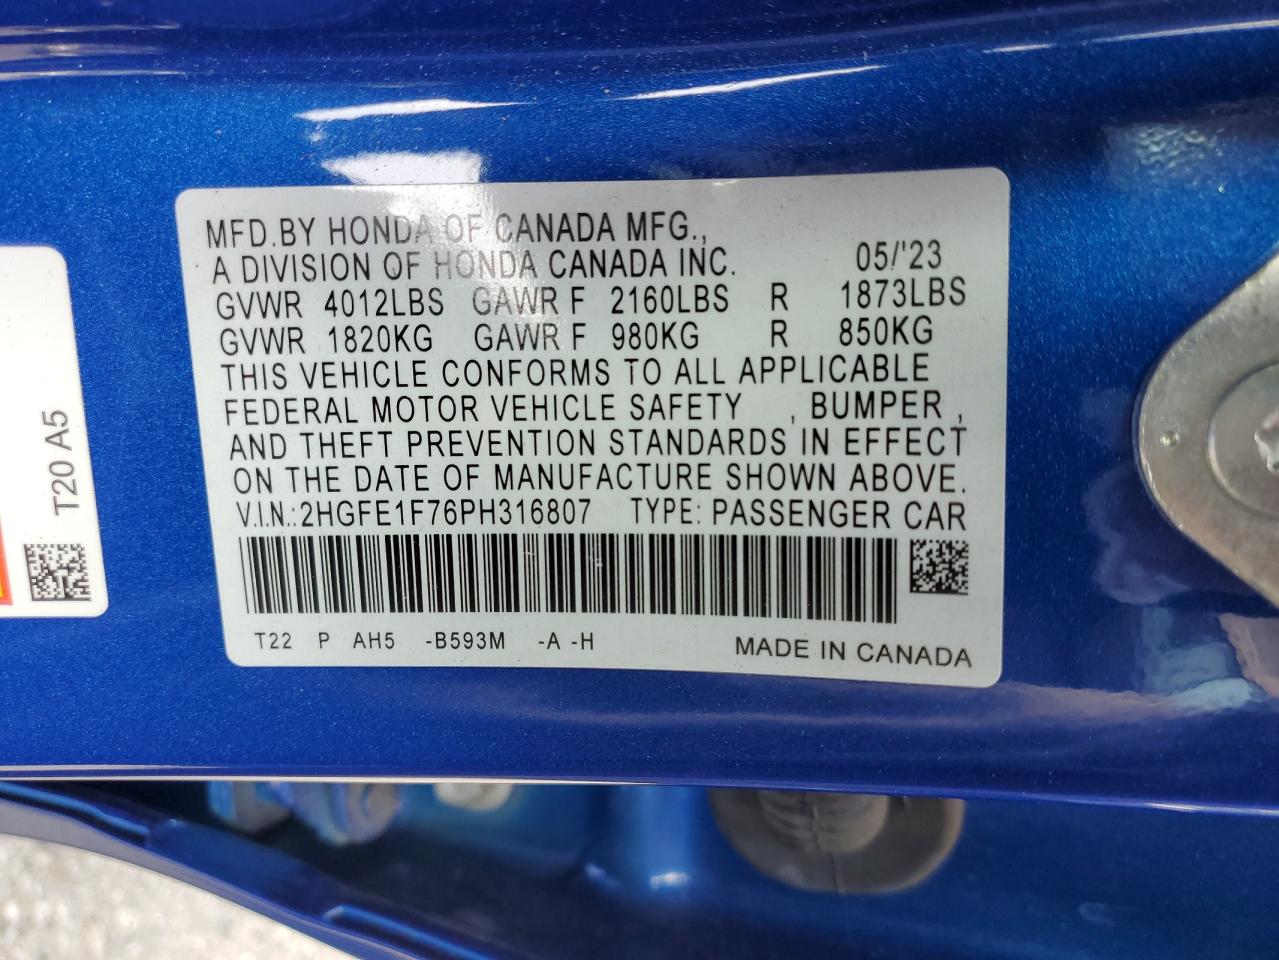 MFD.BY HONDA OF CANADA MFG.,
A DIVISION OF HONDA CANADA INC. 05/'23
GVWR 4012LBS GAWR F 2160LBS R 1873LBS
GVWR 1820KG GAWR F 980KG R 850KG
THIS VEHICLE CONFORMS TO ALL APPLICABLE
FEDERAL MOTOR VEHICLE SAFETY , BUMPER ,
AND THEFT PREVENTION STANDARDS IN EFFECT
ON THE DATE OF MANUFACTURE SHOWN ABOVE.
V.I.N.:2HGFE1F76PH316807 TYPE: PASSENGER CAR
T22 P AH5 -B593M -A -H MADE IN CANADA
T20 A5